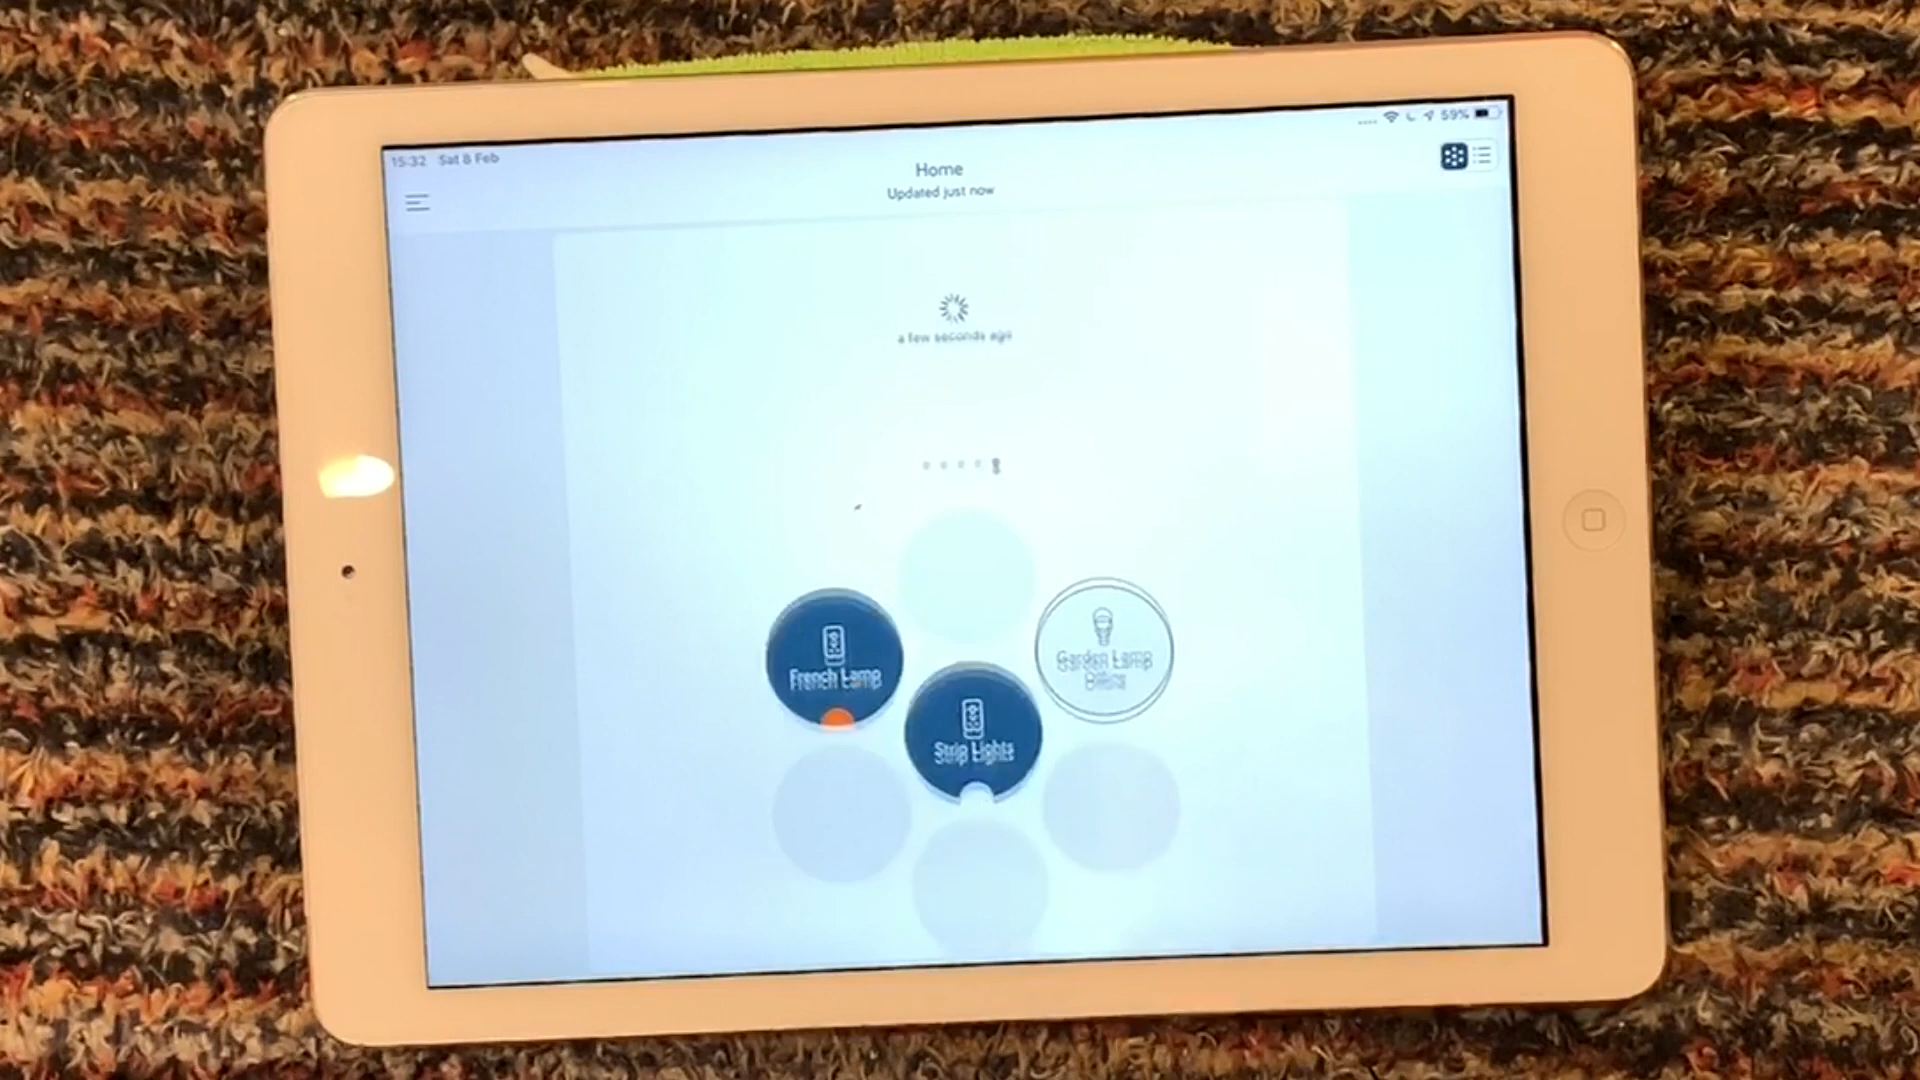 15:32 Sat 8 Feb
59%
Home
Updated just now
a few seconds ago
French Lamp
Garden Lamp
Offline
Strip Lights